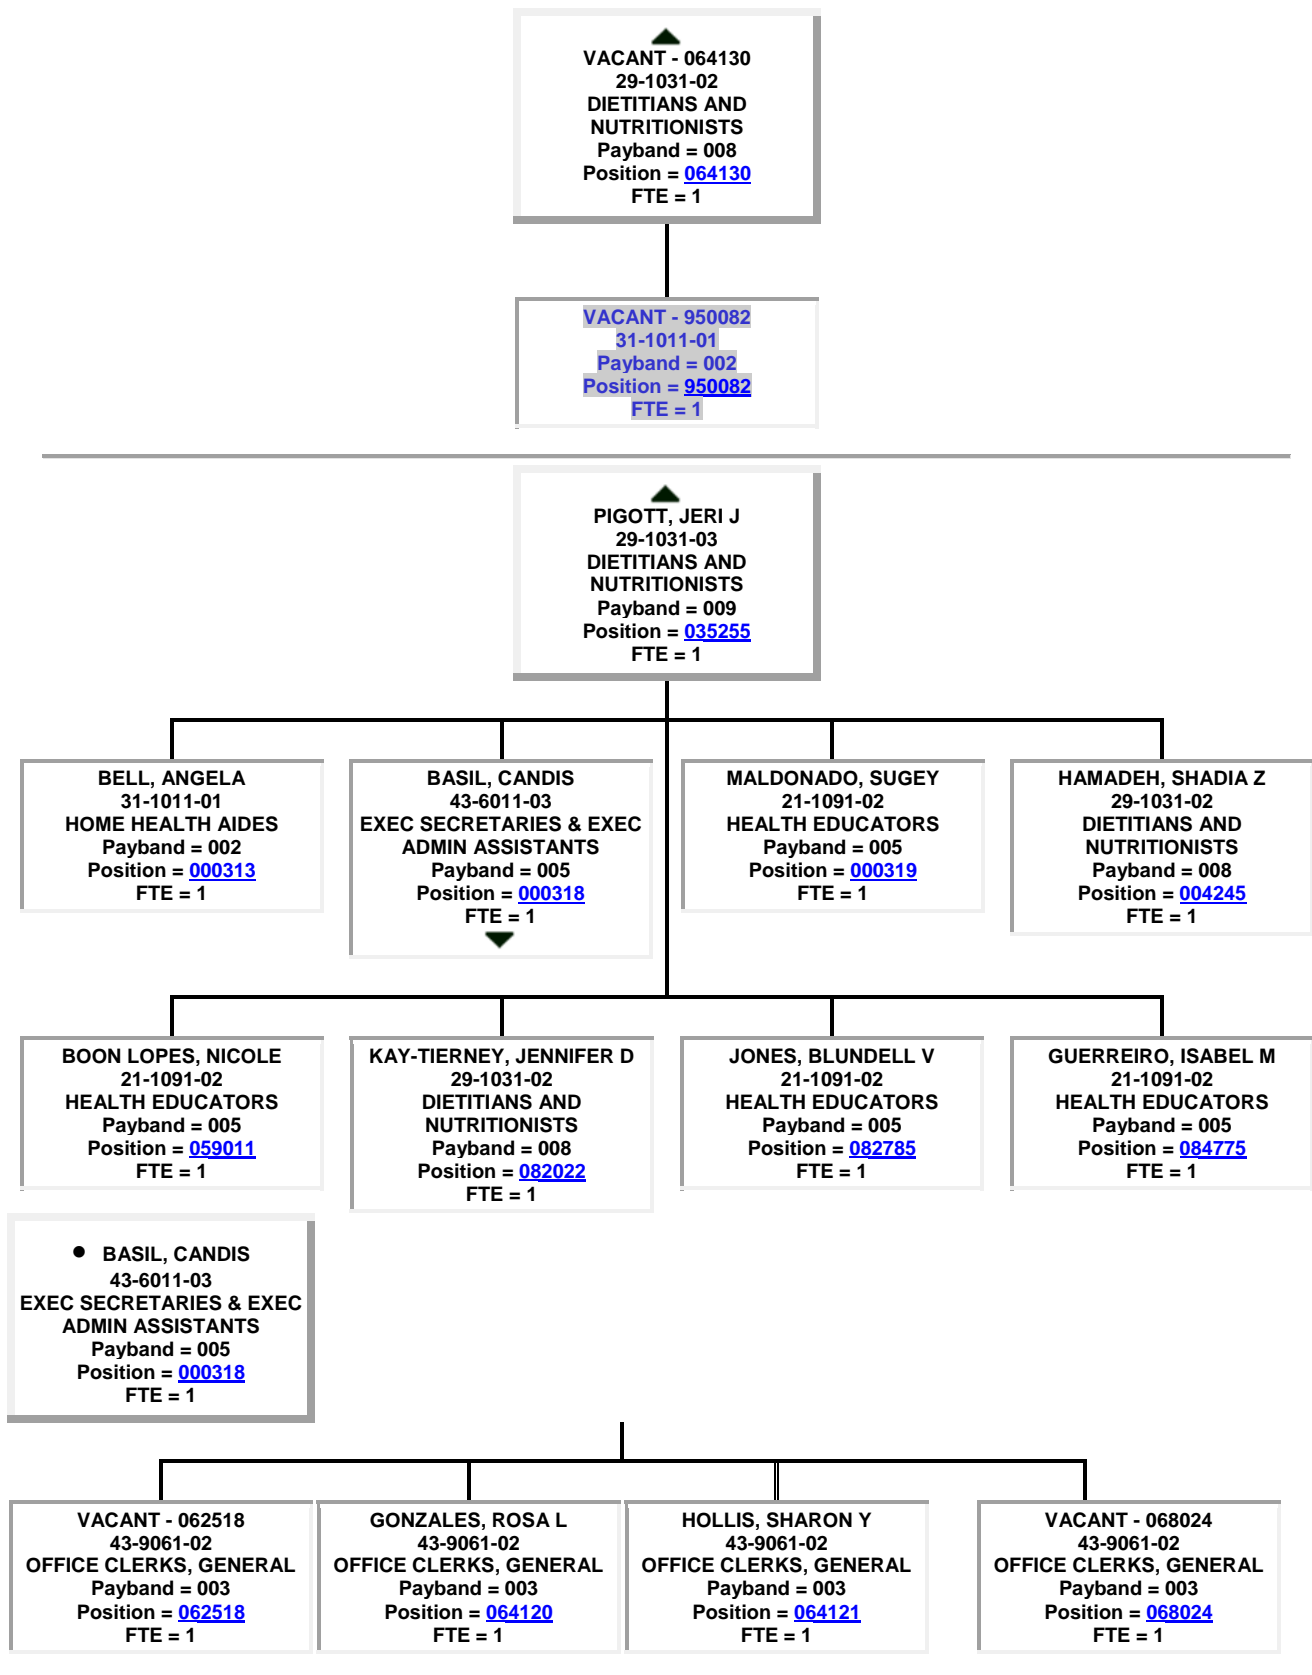 VACANT - 064130
29-1031-02
DIETITIANS AND
NUTRITIONISTS
Payband = 008
Position = 064130
FTE = 1
VACANT - 950082
31-1011-01
Payband = 002
Position = 950082
FTE = 1
PIGOTT, JERI J
29-1031-03
DIETITIANS AND
NUTRITIONISTS
Payband = 009
Position = 035255
FTE = 1
BELL, ANGELA
31-1011-01
HOME HEALTH AIDES
Payband = 002
Position = 000313
FTE = 1
BASIL, CANDIS
43-6011-03
EXEC SECRETARIES & EXEC
ADMIN ASSISTANTS
Payband = 005
Position = 000318
FTE = 1
MALDONADO, SUGEY
21-1091-02
HEALTH EDUCATORS
Payband = 005
Position = 000319
FTE = 1
HAMADEH, SHADIA Z
29-1031-02
DIETITIANS AND
NUTRITIONISTS
Payband = 008
Position = 004245
FTE = 1
BOON LOPES, NICOLE
21-1091-02
HEALTH EDUCATORS
Payband = 005
Position = 059011
FTE = 1
KAY-TIERNEY, JENNIFER D
29-1031-02
DIETITIANS AND
NUTRITIONISTS
Payband = 008
Position = 082022
FTE = 1
JONES, BLUNDELL V
21-1091-02
HEALTH EDUCATORS
Payband = 005
Position = 082785
FTE = 1
GUERREIRO, ISABEL M
21-1091-02
HEALTH EDUCATORS
Payband = 005
Position = 084775
FTE = 1
• BASIL, CANDIS
43-6011-03
EXEC SECRETARIES & EXEC
ADMIN ASSISTANTS
Payband = 005
Position = 000318
FTE = 1
VACANT - 062518
43-9061-02
OFFICE CLERKS, GENERAL
Payband = 003
Position = 062518
FTE = 1
GONZALES, ROSA L
43-9061-02
OFFICE CLERKS, GENERAL
Payband = 003
Position = 064120
FTE = 1
HOLLIS, SHARON Y
43-9061-02
OFFICE CLERKS, GENERAL
Payband = 003
Position = 064121
FTE = 1
VACANT - 068024
43-9061-02
OFFICE CLERKS, GENERAL
Payband = 003
Position = 068024
FTE = 1